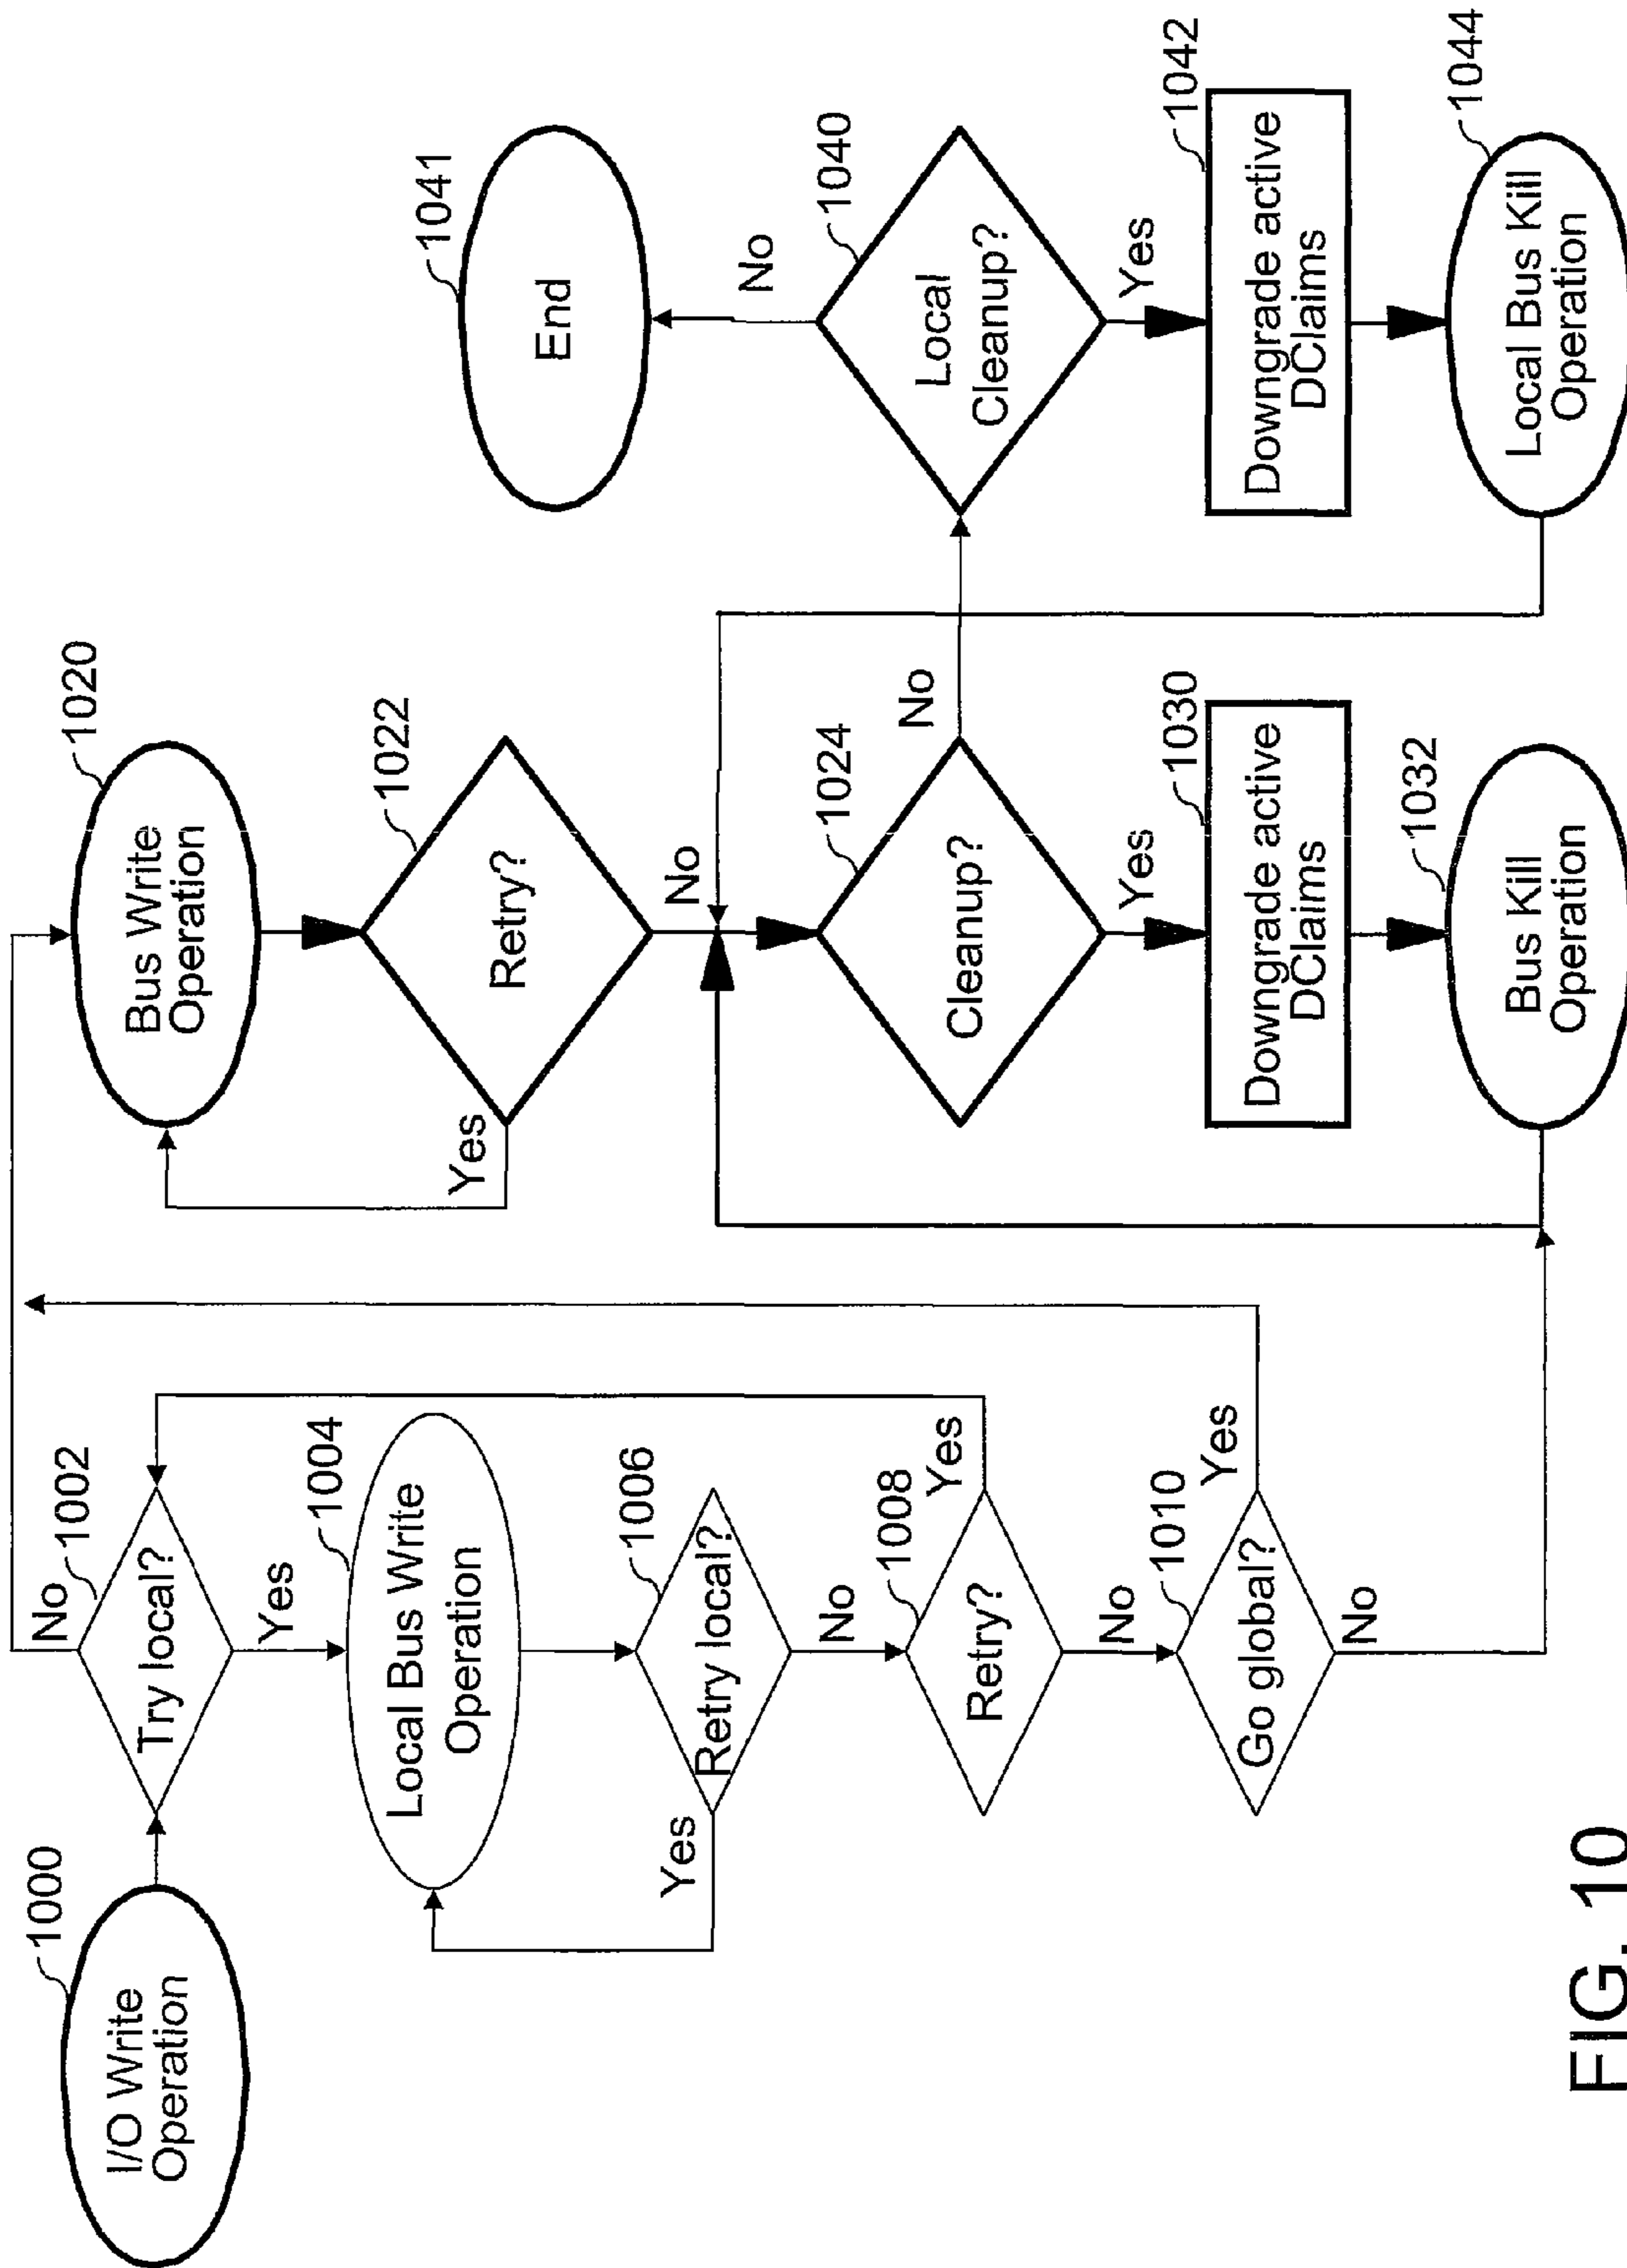 1000
I/O Write
Operation
No
1002
Try local?
Yes
1004
Local Bus Write
Operation
1006
Retry local?
Yes
No
1008
Retry?
Yes
No
1010
Go global?
Yes
No
1020
Bus Write
Operation
1022
Retry?
Yes
No
1024
Cleanup?
No
Yes
1030
Downgrade active
DClaims
1032
Bus Kill
Operation
1041
End
No
1040
Local
Cleanup?
Yes
1042
Downgrade active
DClaims
1044
Local Bus Kill
Operation
FIG. 10